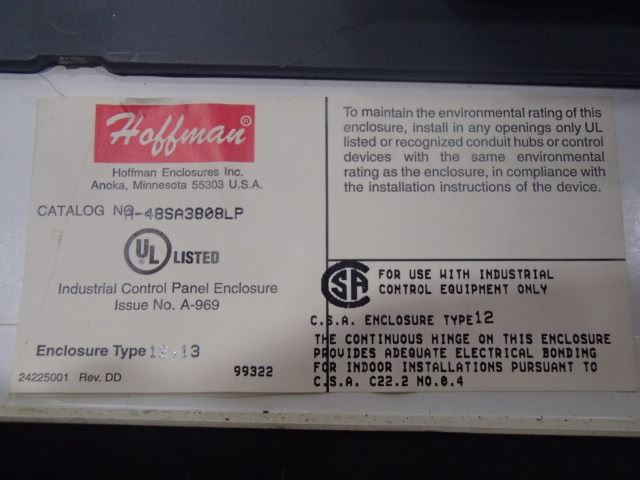 Hoffman®
Hoffman Enclosures Inc.
Anoka, Minnesota 55303 U.S.A.
CATALOG NO. A-48SA3808LP
UL LISTED
Industrial Control Panel Enclosure
Issue No. A-969
Enclosure Type 12,13
24225001 Rev. DD
99322
To maintain the environmental rating of this
enclosure, install in any openings only UL
listed or recognized conduit hubs or control
devices with the same environmental
rating as the enclosure, in compliance with
the installation instructions of the device.
SA FOR USE WITH INDUSTRIAL
CONTROL EQUIPMENT ONLY
C.S.A. ENCLOSURE TYPE 12
THE CONTINUOUS HINGE ON THIS ENCLOSURE
PROVIDES ADEQUATE ELECTRICAL BONDING
FOR INDOOR INSTALLATIONS PURSUANT TO
C.S.A. C22.2 NO.0.4